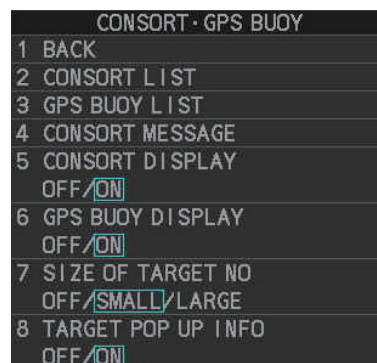 CONSORT・GPS BUOY
1 BACK
2 CONSORT LIST
3 GPS BUOY LIST
4 CONSORT MESSAGE
5 CONSORT DISPLAY
OFF/ON
6 GPS BUOY DISPLAY
OFF/ON
7 SIZE OF TARGET NO
OFF/SMALL/LARGE
8 TARGET POP UP INFO
OFF/ON